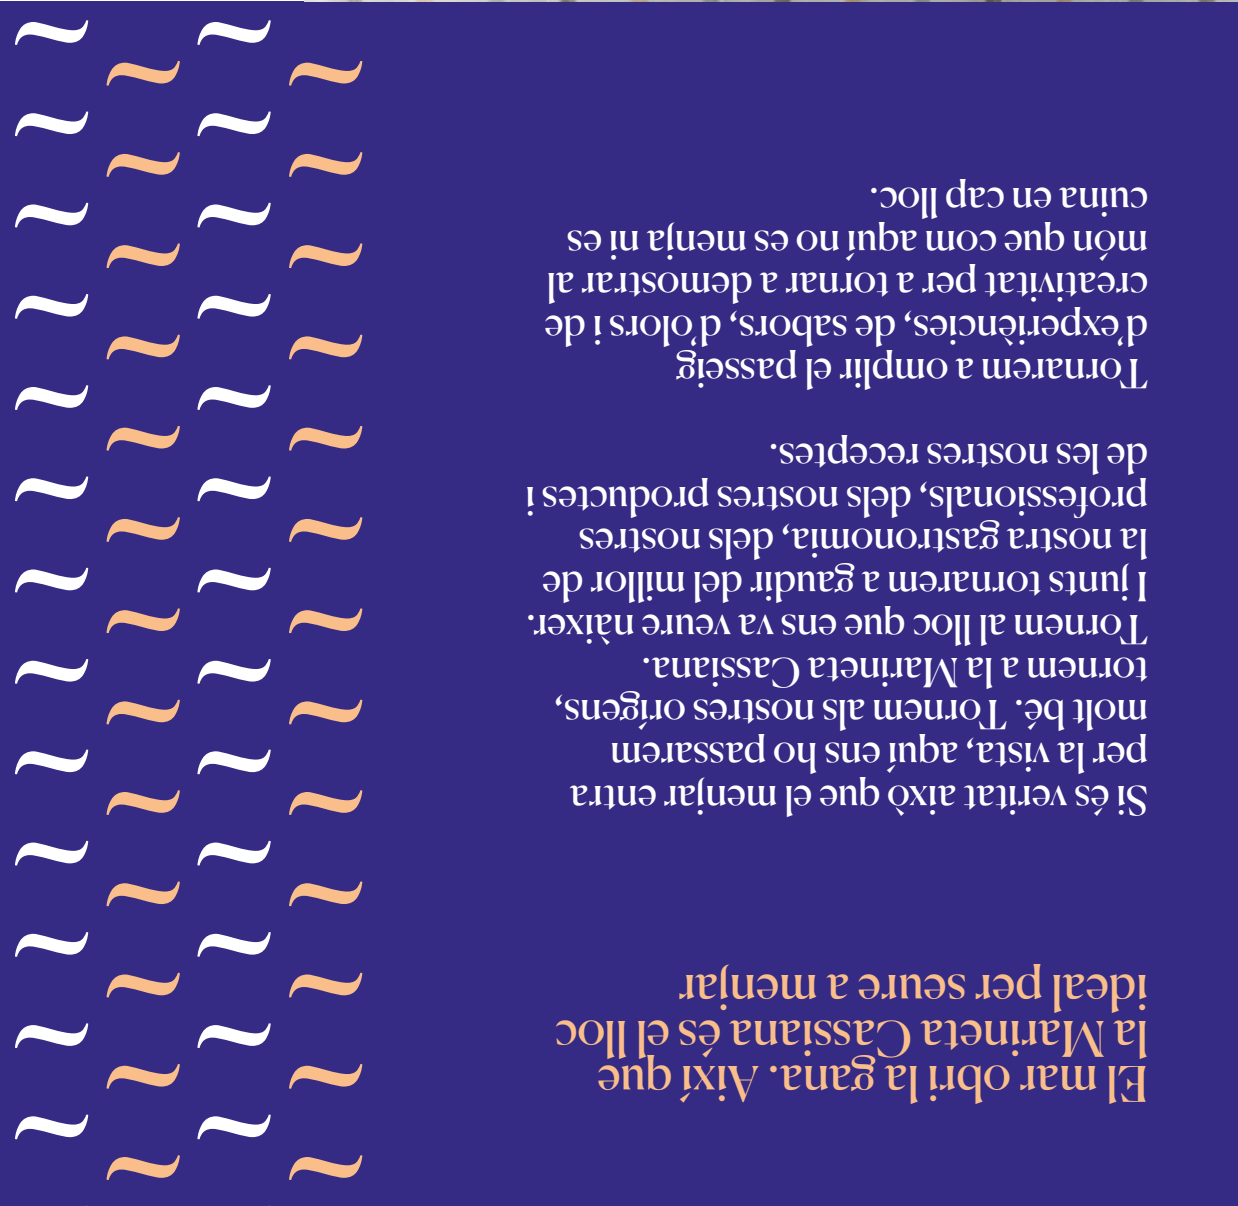 El mar obri la gana. Així que
la Marineta Cassiana és el lloc
ideal per seure a menjar
Si és veritat això que el menjar entra
per la vista, aquí ens ho passarem
molt bé. Tornem als nostres orígens,
tornem a la Marineta Cassiana.
Tornem al lloc que ens va veure nàixer.
I junts tornarem a gaudir del millor de
la nostra gastronomia, dels nostres
professionals, dels nostres productes i
de les nostres receptes.
Tornarem a omplir el passeig
d'experiències, de sabors, d'olors i de
creativitat per a tornar a demostrar al
món que com aquí no es menja ni es
cuina en cap lloc.